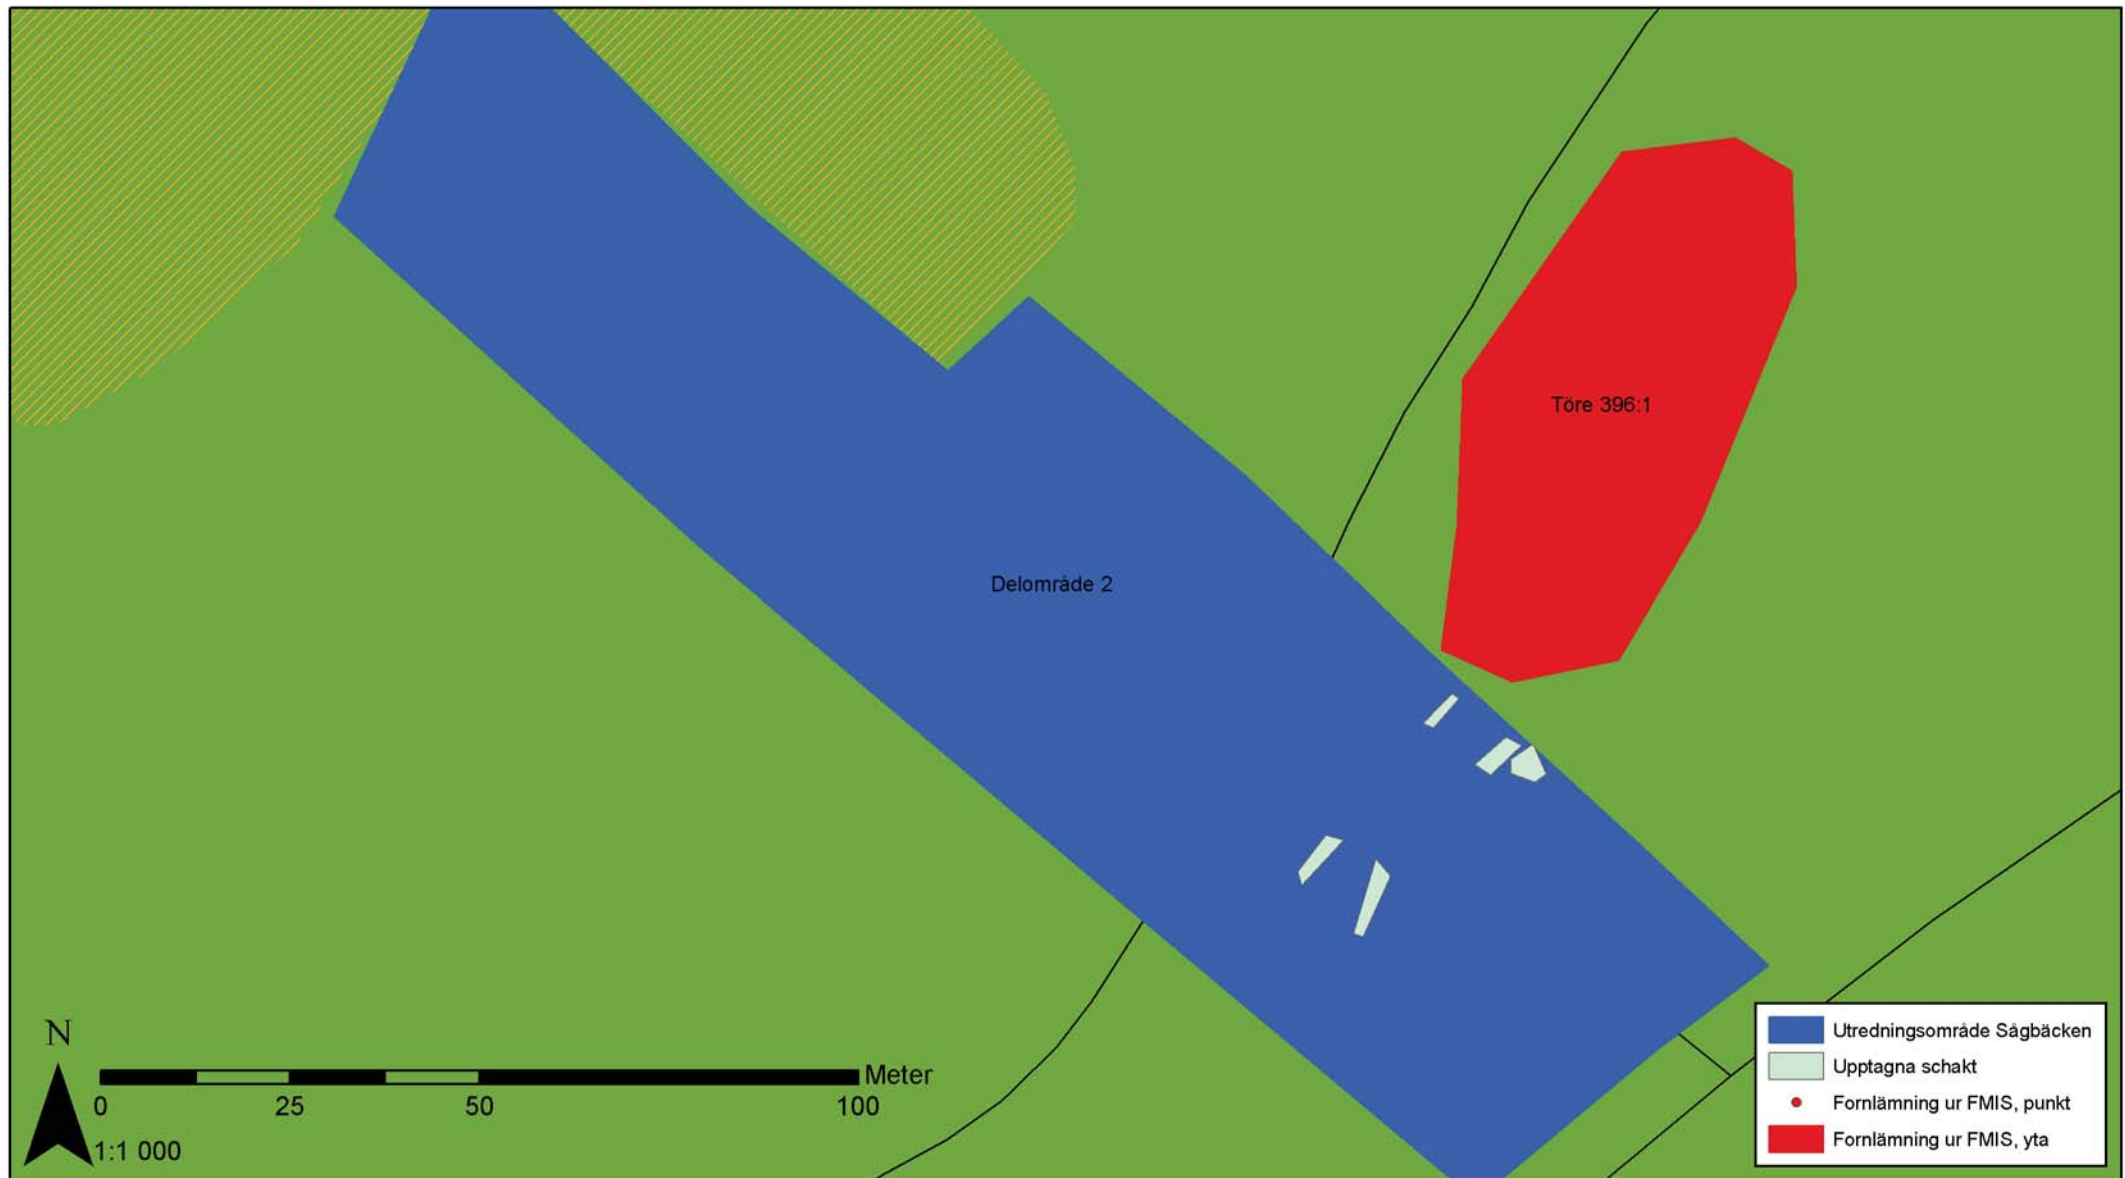 Töre 396:1
Delområde 2
N
Meter
0 25 50 100
1:1 000
Utredningsområde Sågbäcken
Upptagna schakt
Fornlämning ur FMIS, punkt
Fornlämning ur FMIS, yta